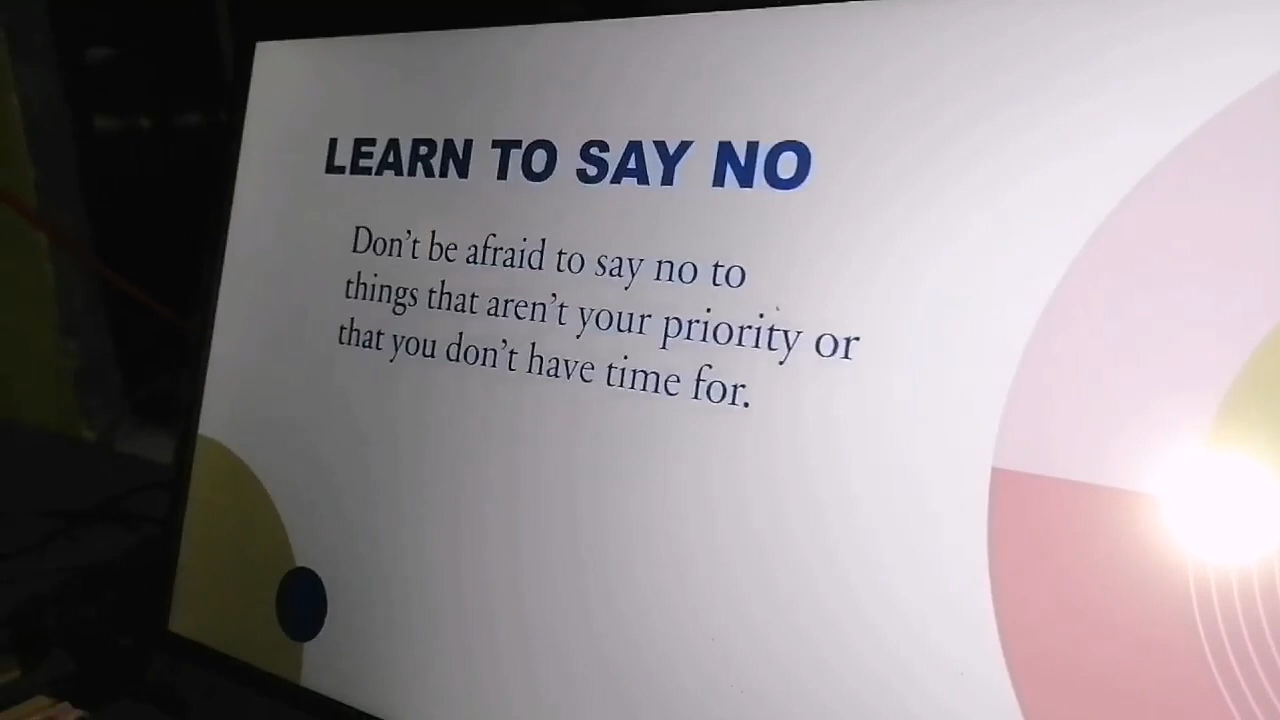 LEARN TO SAY NO
Don't be afraid to say no to
things that aren't your priority or
that you don't have time for.